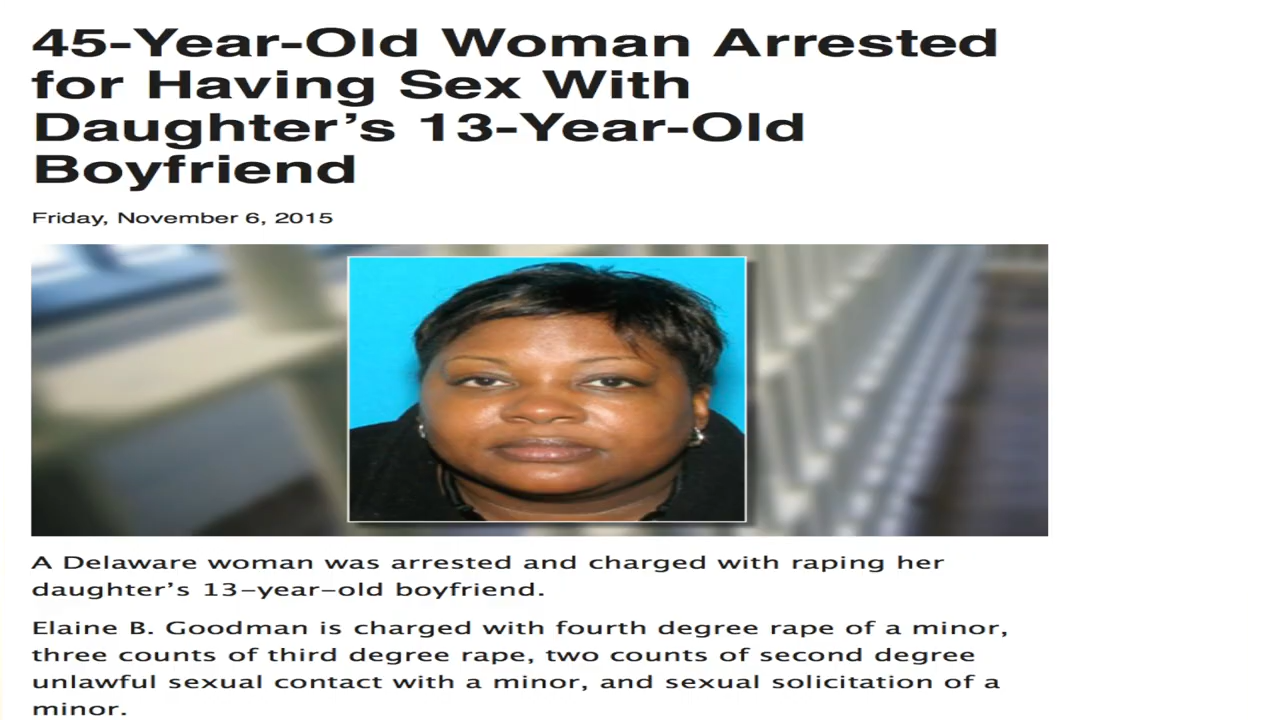 45-Year-Old Woman Arrested
for Having Sex With
Daughter’s 13-Year-Old
Boyfriend
Friday, November 6, 2015
A Delaware woman was arrested and charged with raping her
daughter’s 13–year–old boyfriend.
Elaine B. Goodman is charged with fourth degree rape of a minor,
three counts of third degree rape, two counts of second degree
unlawful sexual contact with a minor, and sexual solicitation of a
minor.